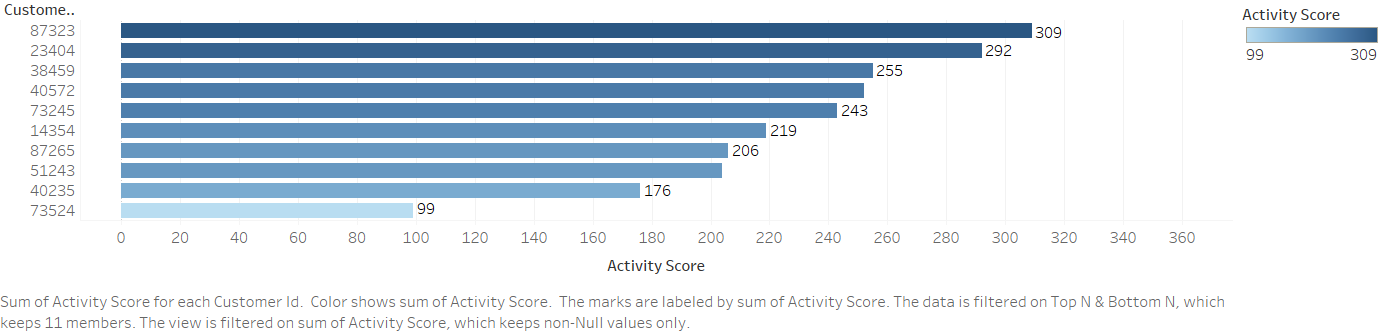 Custome..
Activity Score
87323 309
23404 292
99 309
38459 255
40572
73245 243
14354 219
87265 206
51243
40235 176
73524 99
0 20 40 60 80 100 120 140 160 180 200 220 240 260 280 300 320 340 360
Activity Score
Sum of Activity Score for each Customer Id.  Color shows sum of Activity Score.  The marks are labeled by sum of Activity Score. The data is filtered on Top N & Bottom N, which
keeps 11 members. The view is filtered on sum of Activity Score, which keeps non-Null values only.